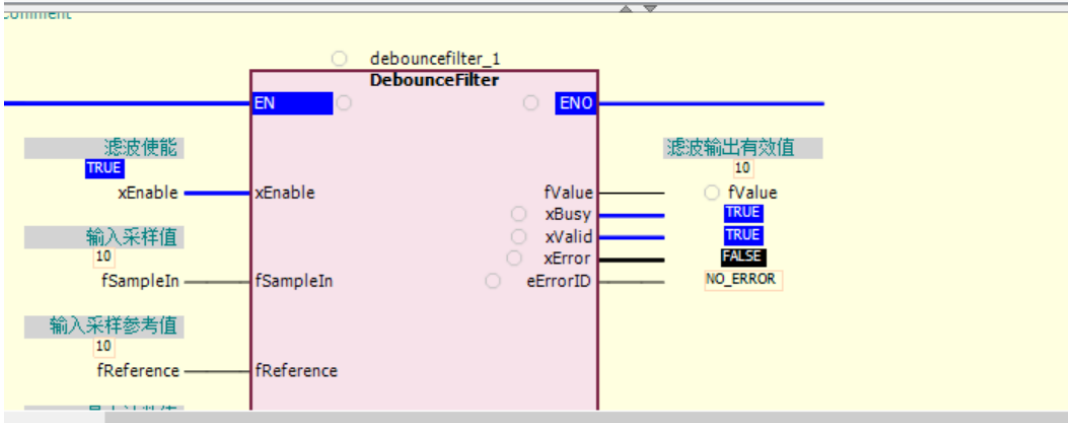 comment
debouncefilter_1
DebounceFilter
EN
ENO
滤波使能
TRUE
xEnable
xEnable
输入采样值
10
fSampleIn
fSampleIn
输入采样参考值
10
fReference
fReference
滤波输出有效值
10
fValue
fValue
xBusy
TRUE
xValid
TRUE
xError
FALSE
eErrorID
NO_ERROR